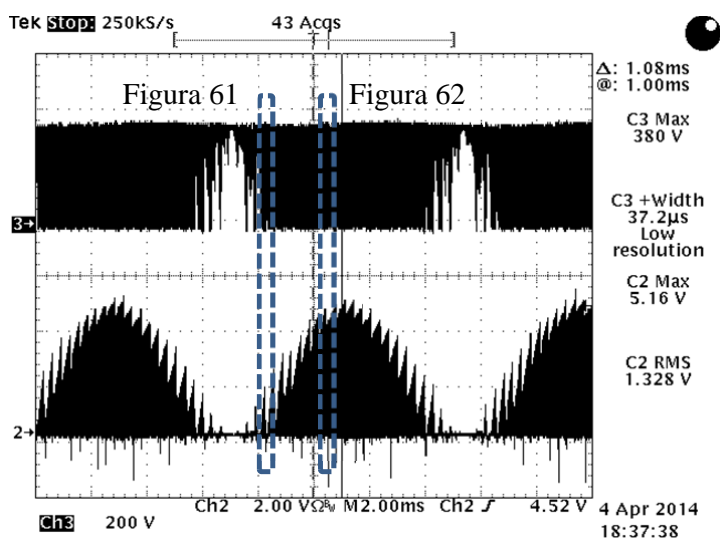 Tek Stop: 250kS/s 43 Acqs
Figura 61 Figura 62
Δ: 1.08ms
@: 1.00ms
C3 Max
380 V
C3 +Width
37.2µs
Low
resolution
C2 Max
5.16 V
C2 RMS
1.328 V
3→
2→
Ch2 2.00 VΩBw M2.00ms Ch2 ∫ 4.52 V
Ch3 200 V
4 Apr 2014
18:37:38